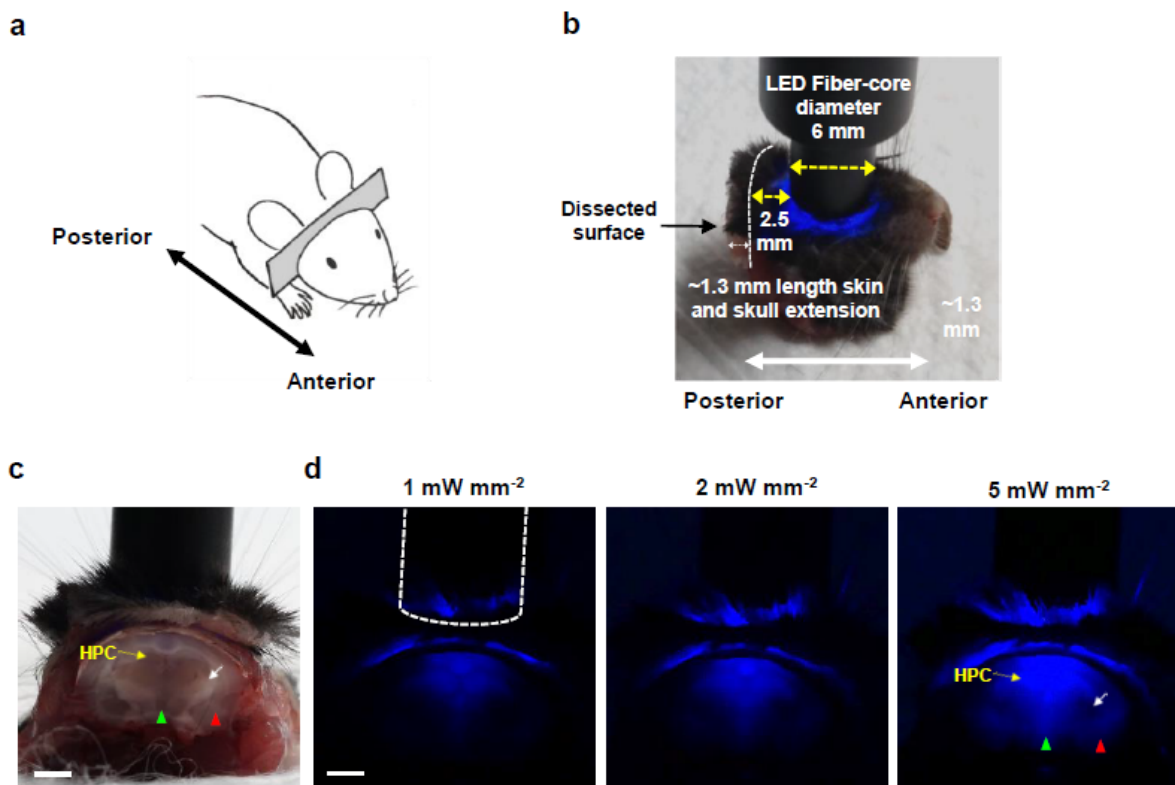 a
Posterior
Anterior
b
LED Fiber-core
diameter
6 mm
Dissected
surface
2.5
mm
~1.3 mm length skin
and skull extension
~1.3
mm
Posterior
Anterior
c
HPC
d
1 mW mm⁻²
2 mW mm⁻²
5 mW mm⁻²
HPC